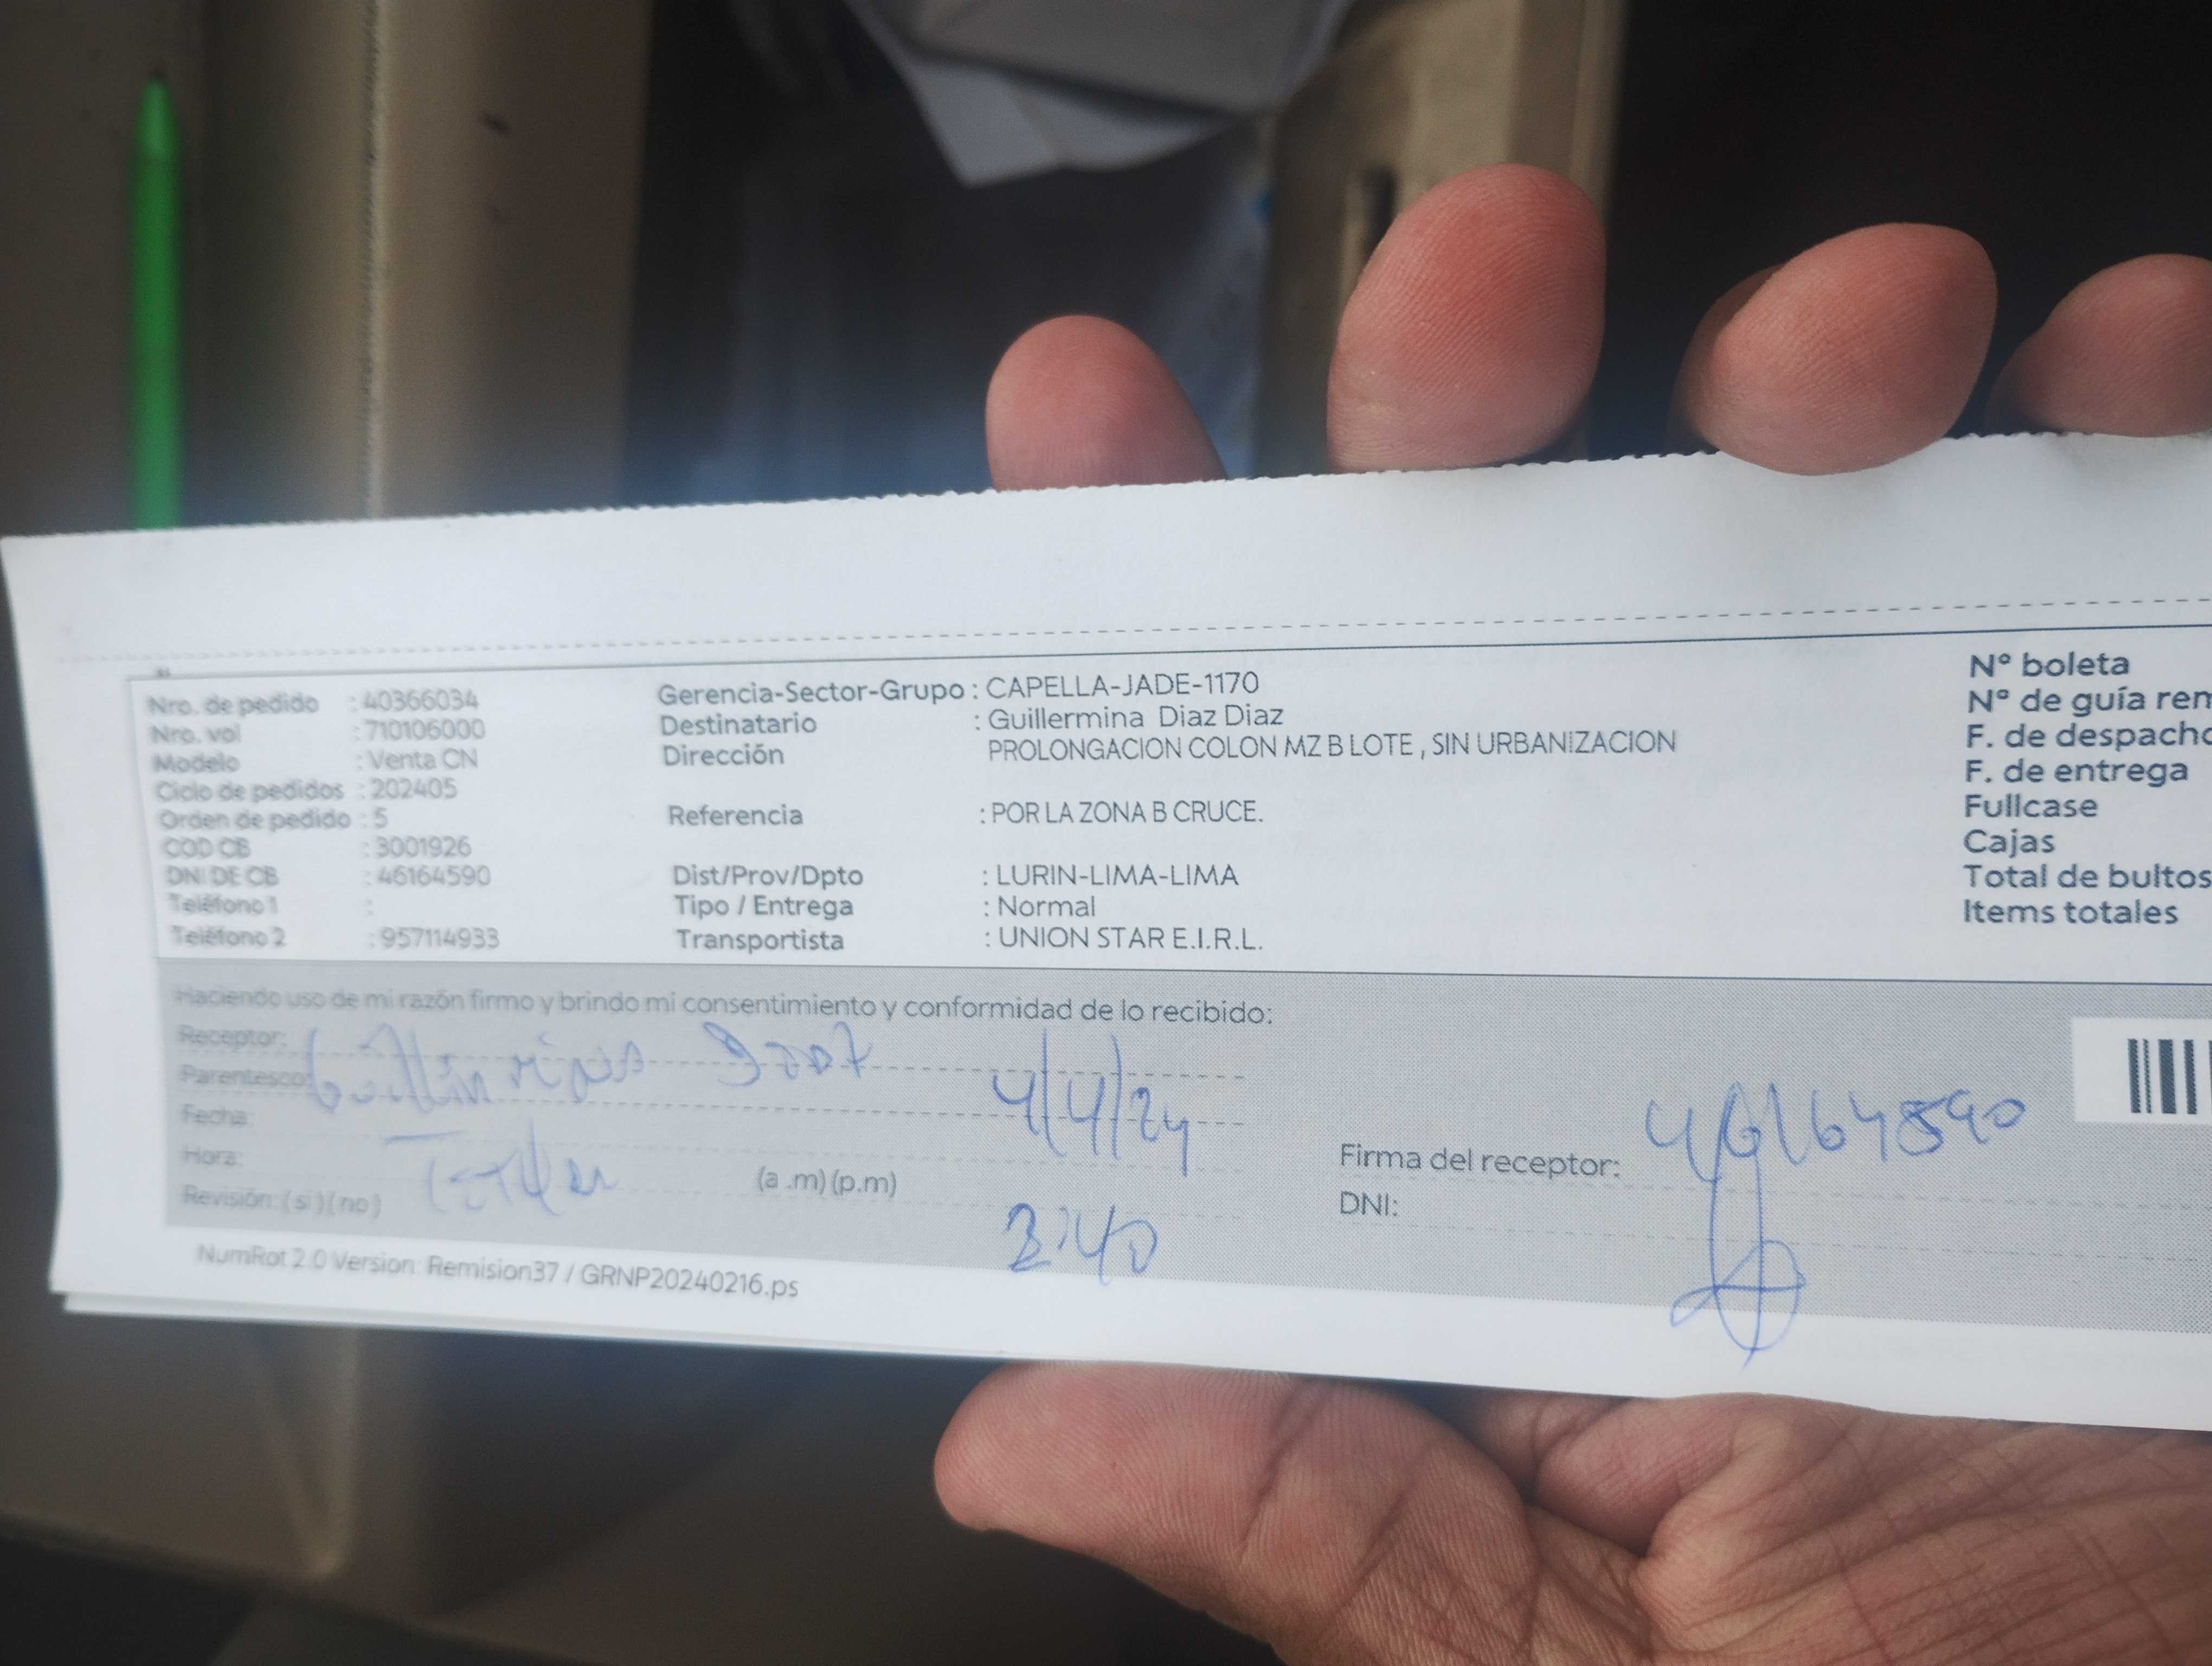 Nro. de pedido : 40366034
Nro. vol : 710106000
Modelo : Venta CN
Ciclo de pedidos : 202405
Orden de pedido : 5
COD CB : 3001926
DNI DE CB : 46164590
Teléfono 1 :
Teléfono 2 : 957114933
Gerencia-Sector-Grupo : CAPELLA-JADE-1170
Destinatario : Guillermina Diaz Diaz
Dirección PROLONGACION COLON MZ B LOTE , SIN URBANIZACION
Referencia : POR LA ZONA B CRUCE.
Dist/Prov/Dpto : LURIN-LIMA-LIMA
Tipo / Entrega : Normal
Transportista : UNION STAR E.I.R.L.
N° boleta
N° de guía rem
F. de despacho
F. de entrega
Fullcase
Cajas
Total de bultos
Items totales
Haciendo uso de mi razón firmo y brindo mi consentimiento y conformidad de lo recibido:
Receptor:
Parentesco:
Fecha: 4/4/24
Hora: (a .m) (p.m)
Revisión: ( si ) ( no ) 3:40
Firma del receptor: 46164590
DNI:
NumRot 2.0 Version: Remision37 / GRNP20240216.ps